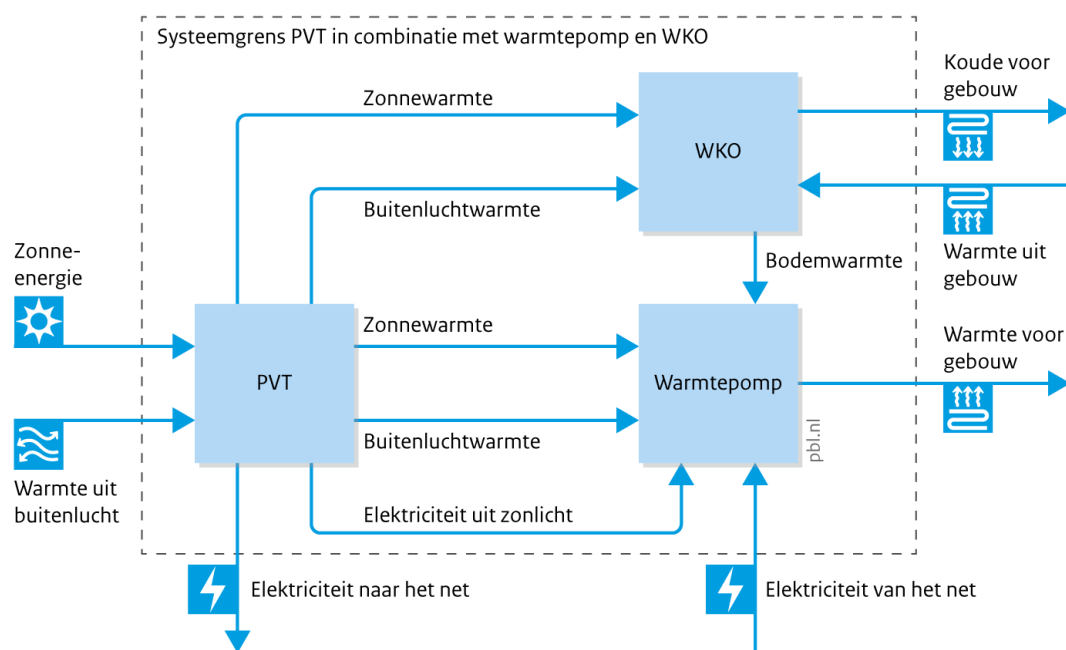 Systeemgrens PVT in combinatie met warmtepomp en WKO
Koude voor
gebouw
Zonnewarmte
WKO
Buitenluchtwarmte
Warmte uit
gebouw
Bodemwarmte
Zonne-
energie
Zonnewarmte
Warmte voor
gebouw
PVT
Warmtepomp
Buitenluchtwarmte
pbl.nl
Warmte uit
buitenlucht
Elektriciteit uit zonlicht
Elektriciteit naar het net
Elektriciteit van het net